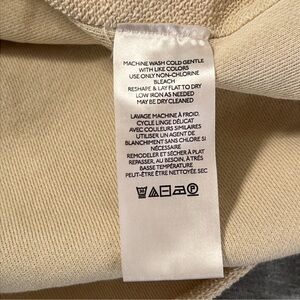 MACHINE WASH COLD GENTLE
WITH LIKE COLORS
USE ONLY NON-CHLORINE
BLEACH
RESHAPE & LAY FLAT TO DRY
LOW IRON AS NEEDED
MAY BE DRY CLEANED
LAVAGE MACHINE À FROID,
CYCLE LINGE DÉLICAT
AVEC COULEURS SIMILAIRES
UTILISER UN AGENT DE
BLANCHIMENT SANS CHLORE SI
NÉCESSAIRE
REMODELER ET SÉCHER À PLAT
REPASSER, AU BESOIN, À TRÈS
BASSE TEMPÉRATURE
PEUT-ÊTRE ÊTRE NETTOYÉE SEC